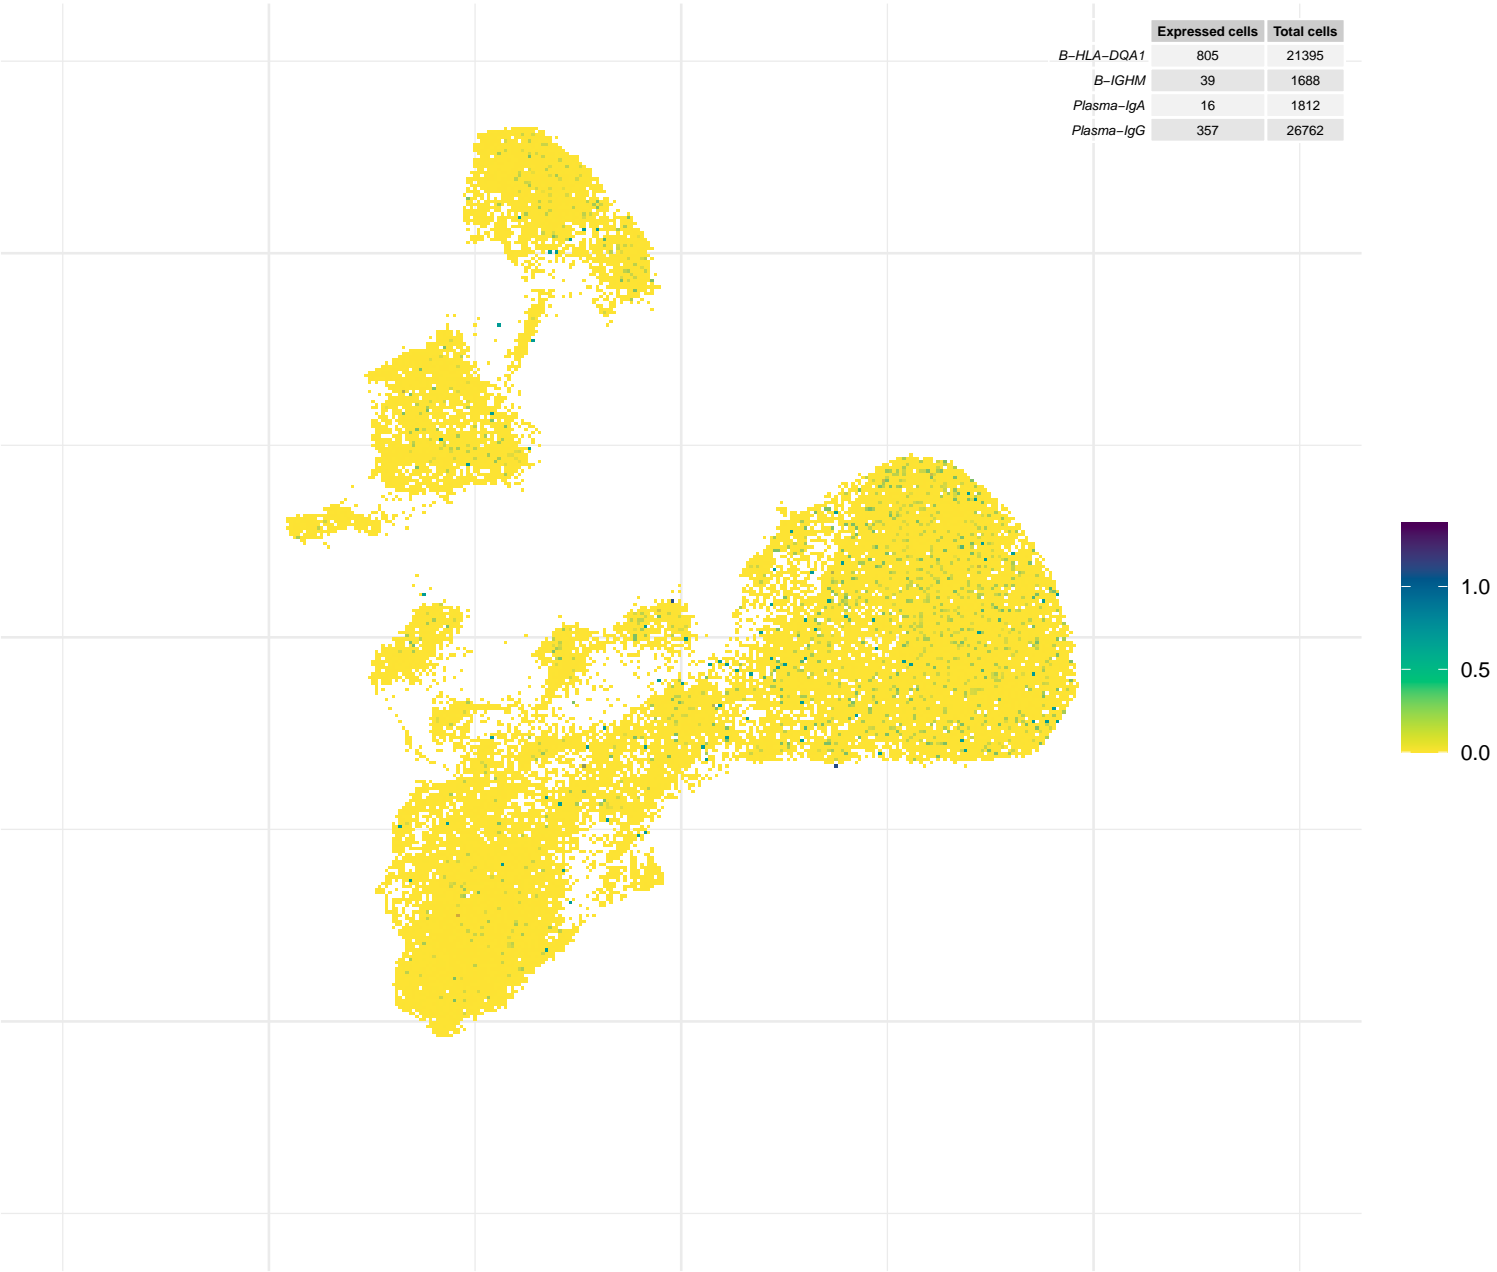 Expressed cells Total cells
B−HLA−DQA1 805 21395
B−IGHM 39 1688
Plasma−IgA 16 1812
Plasma−IgG 357 26762
1.0
0.5
0.0